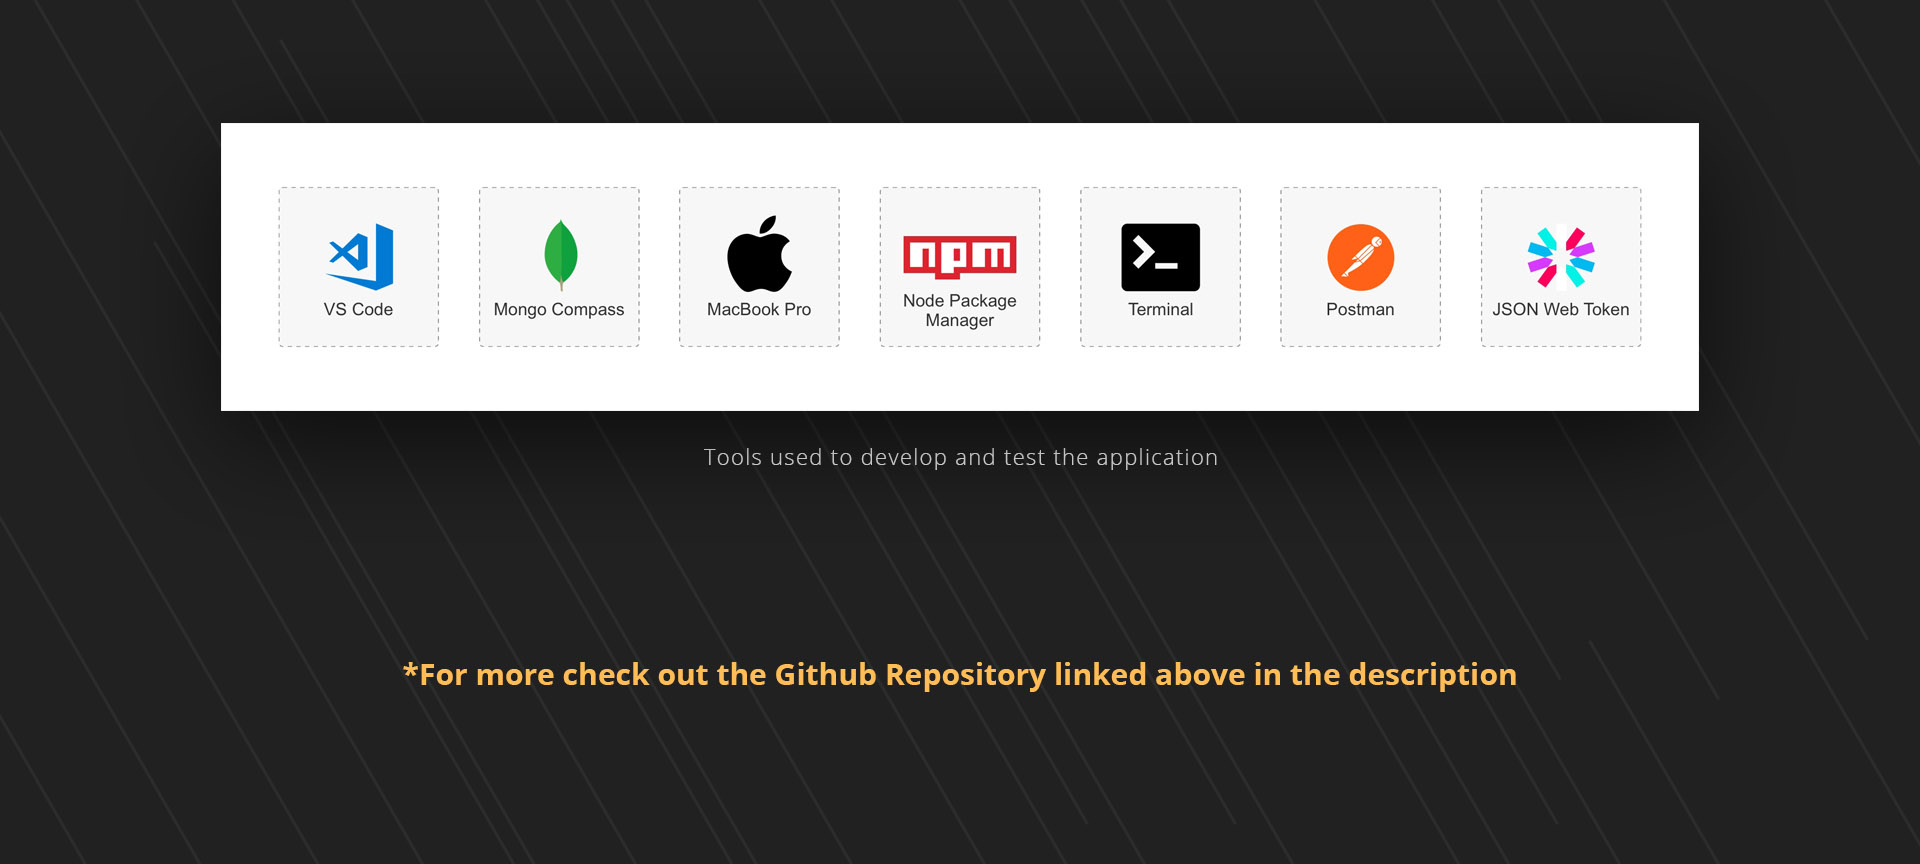 VS Code
Mongo Compass
MacBook Pro
npm
Node Package
Manager
Terminal
Postman
JSON Web Token
Tools used to develop and test the application
*For more check out the Github Repository linked above in the description